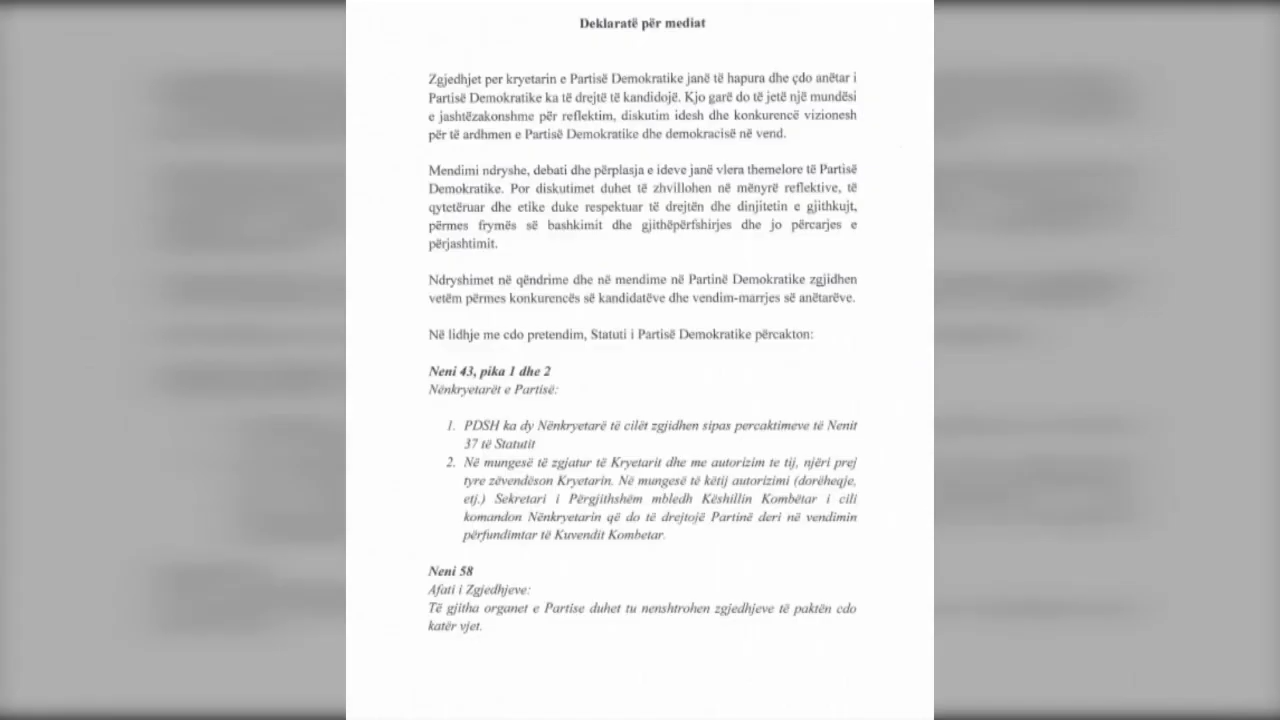 Deklaratë për mediat
Zgjedhjet per kryetarin e Partisë Demokratike janë të hapura dhe çdo anëtar i
Partisë Demokratike ka të drejtë të kandidojë. Kjo garë do të jetë një mundësi
e jashtëzakonshme për reflektim, diskutim idesh dhe konkurencë vizionesh
për të ardhmen e Partisë Demokratike dhe demokracisë në vend.
Mendimi ndryshe, debati dhe përplasja e ideve janë vlera themelore të Partisë
Demokratike. Por diskutimet duhet të zhvillohen në mënyrë reflektive, të
qytetëruar dhe etike duke respektuar të drejtën dhe dinjitetin e gjithkujt,
përmes frymës së bashkimit dhe gjithëpërfshirjes dhe jo përcarjes e
përjashtimit.
Ndryshimet në qëndrime dhe në mendime në Partinë Demokratike zgjidhen
vetëm përmes konkurencës së kandidatëve dhe vendim-marrjes së anëtarëve.
Në lidhje me cdo pretendim, Statuti i Partisë Demokratike përcakton:
Neni 43, pika 1 dhe 2
Nënkryetarët e Partisë:
1. PDSH ka dy Nënkryetarë të cilët zgjidhen sipas percaktimeve të Nenit
37 të Statutit
2. Në mungesë të zgjatur të Kryetarit dhe me autorizim te tij, njëri prej
tyre zëvendëson Kryetarin. Në mungesë të këtij autorizimi (dorëheqje,
etj.) Sekretari i Përgjithshëm mbledh Këshillin Kombëtar i cili
komandon Nënkryetarin që do të drejtojë Partinë deri në vendimin
përfundimtar të Kuvendit Kombetar.
Neni 58
Afati i Zgjedhjeve:
Të gjitha organet e Partise duhet tu nenshtrohen zgjedhjeve të paktën cdo
katër vjet.